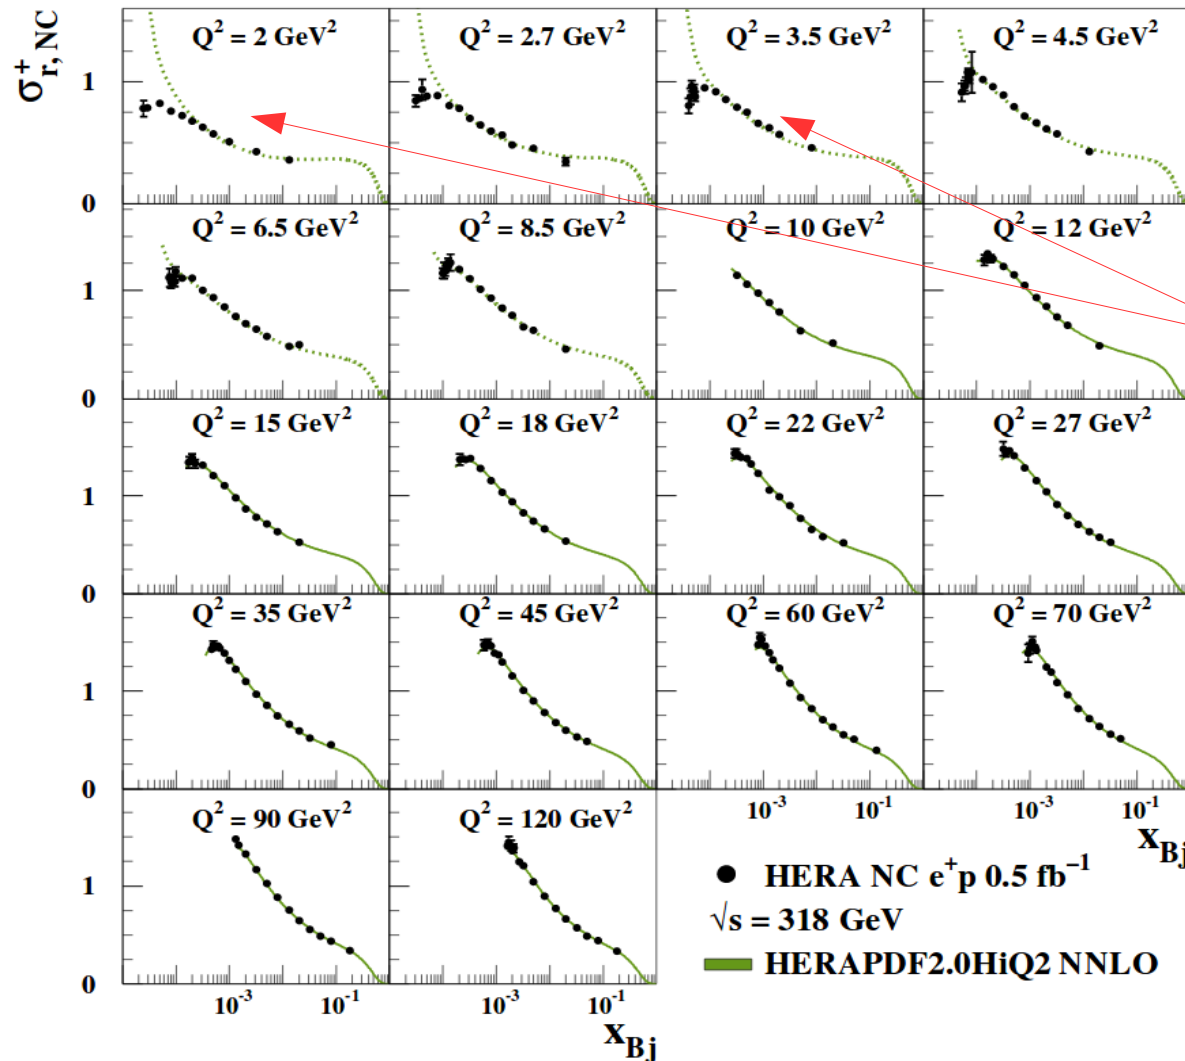 σ⁺r, NC
Q² = 2 GeV²
Q² = 2.7 GeV²
Q² = 3.5 GeV²
Q² = 4.5 GeV²
1
0
Q² = 6.5 GeV²
Q² = 8.5 GeV²
Q² = 10 GeV²
Q² = 12 GeV²
1
0
Q² = 15 GeV²
Q² = 18 GeV²
Q² = 22 GeV²
Q² = 27 GeV²
1
0
Q² = 35 GeV²
Q² = 45 GeV²
Q² = 60 GeV²
Q² = 70 GeV²
1
0
10⁻³ 10⁻¹ 10⁻³ 10⁻¹
Q² = 90 GeV²
Q² = 120 GeV²
x Bj
1
0
10⁻³ 10⁻¹ 10⁻³ 10⁻¹
x Bj
HERA NC e⁺p 0.5 fb⁻¹
√s = 318 GeV
HERAPDF2.0HiQ2 NNLO